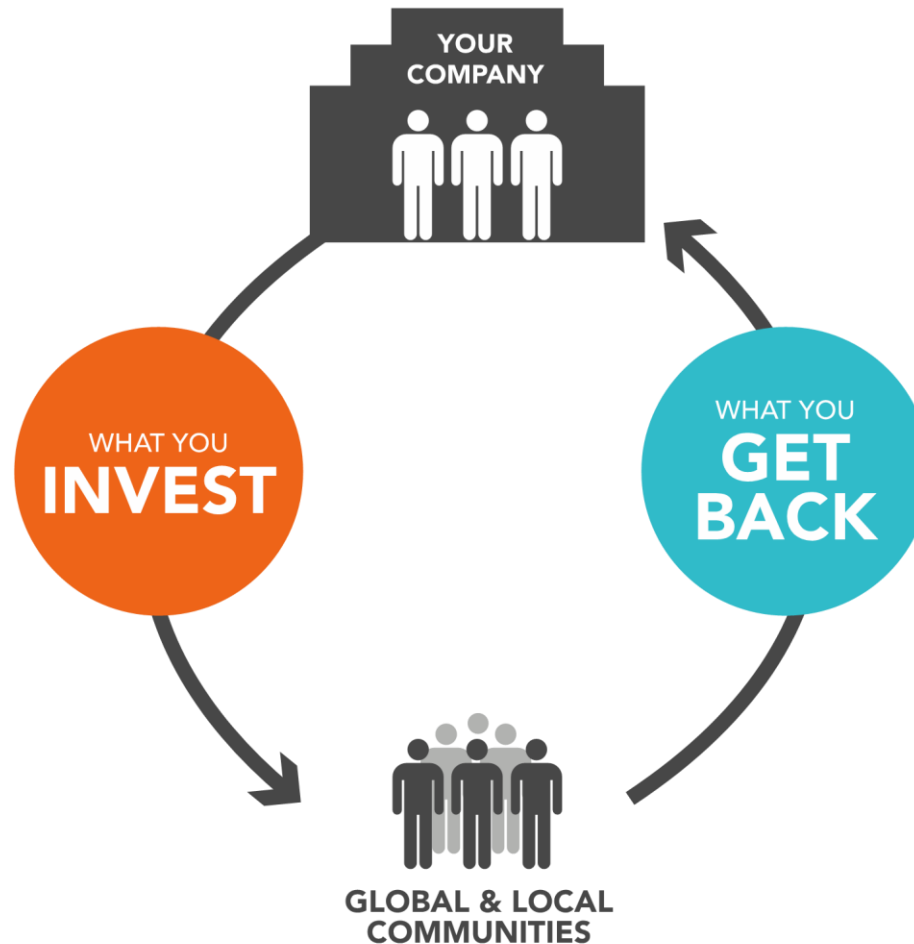 YOUR
COMPANY
WHAT YOU
INVEST
WHAT YOU
GET
BACK
GLOBAL & LOCAL
COMMUNITIES